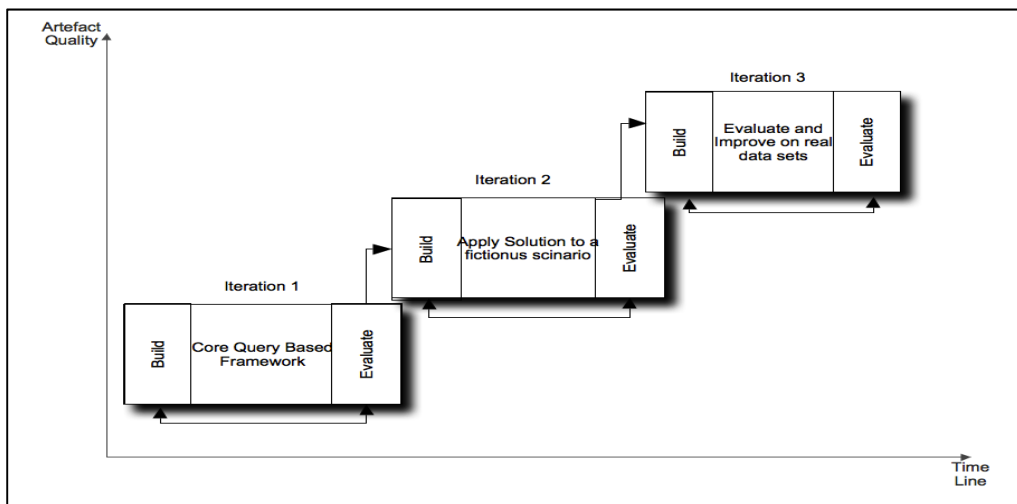 Artefact
Quality
Iteration 3
Build
Evaluate and
Improve on real
data sets
Evaluate
Iteration 2
Build
Apply Solution to a
fictionus scinario
Evaluate
Iteration 1
Build
Core Query Based
Framework
Evaluate
Time
Line